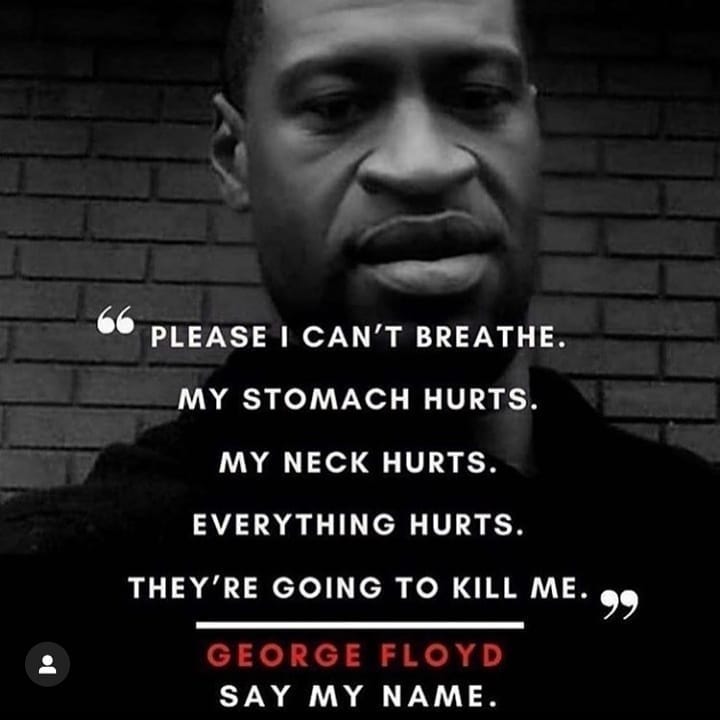 “ PLEASE I CAN’T BREATHE.
MY STOMACH HURTS.
MY NECK HURTS.
EVERYTHING HURTS.
THEY’RE GOING TO KILL ME. ”
GEORGE FLOYD
SAY MY NAME.